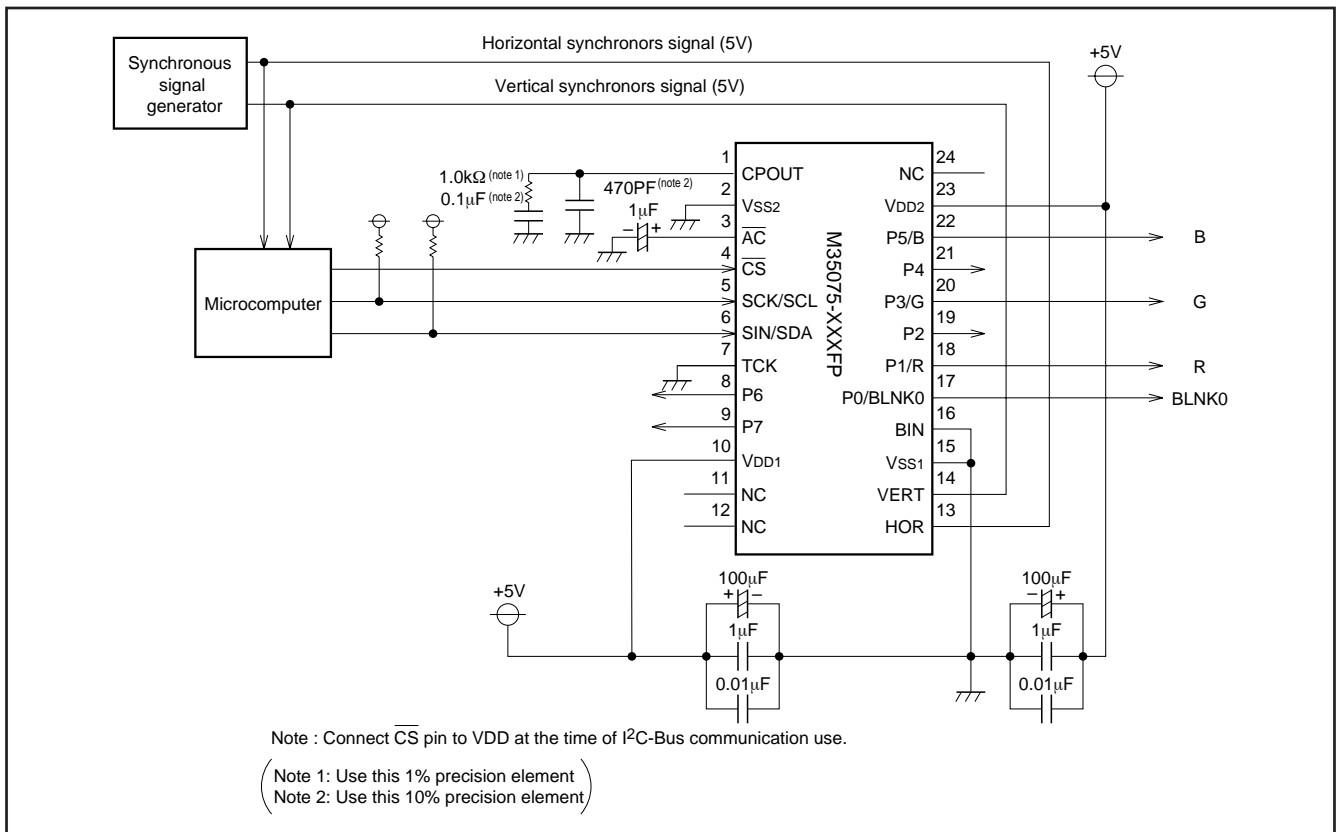 Horizontal synchronors signal (5V)
+5V
Synchronous
signal
generator
Vertical synchronors signal (5V)
1.0kΩ (note 1)
0.1μF (note 2)
470PF (note 2)
1μF
− +
Microcomputer
1
CPOUT
2
VSS2
3
A̅C̅
4
C̅S̅
5
SCK/SCL
6
SIN/SDA
7
TCK
8
P6
9
P7
10
VDD1
11
NC
12
NC
M35075-XXXFP
24
NC
23
VDD2
22
P5/B
21
P4
20
P3/G
19
P2
18
P1/R
17
P0/BLNK0
16
BIN
15
VSS1
14
VERT
13
HOR
B
G
R
BLNK0
+5V
100μF
+ −
1μF
0.01μF
100μF
− +
1μF
0.01μF
Note : Connect C̅S̅ pin to VDD at the time of I²C-Bus communication use.
Note 1: Use this 1% precision element
Note 2: Use this 10% precision element